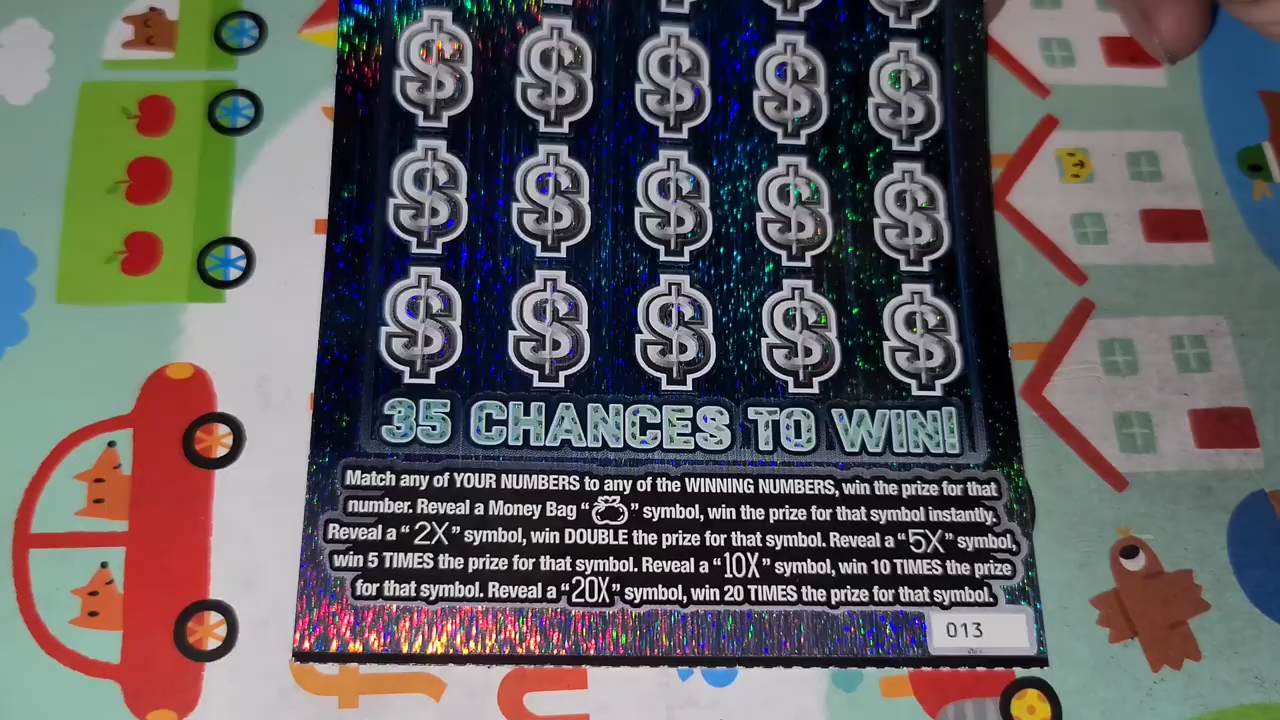 $ $ $ $
$ $ $ $ $
$ $ $ $ $
$ $ $ $ $
35 CHANCES TO WIN!
Match any of YOUR NUMBERS to any of the WINNING NUMBERS, win the prize for that
number. Reveal a Money Bag “ ” symbol, win the prize for that symbol instantly.
Reveal a “2X” symbol, win DOUBLE the prize for that symbol. Reveal a “5X” symbol,
win 5 TIMES the prize for that symbol. Reveal a “10X” symbol, win 10 TIMES the prize
for that symbol. Reveal a “20X” symbol, win 20 TIMES the prize for that symbol.
013